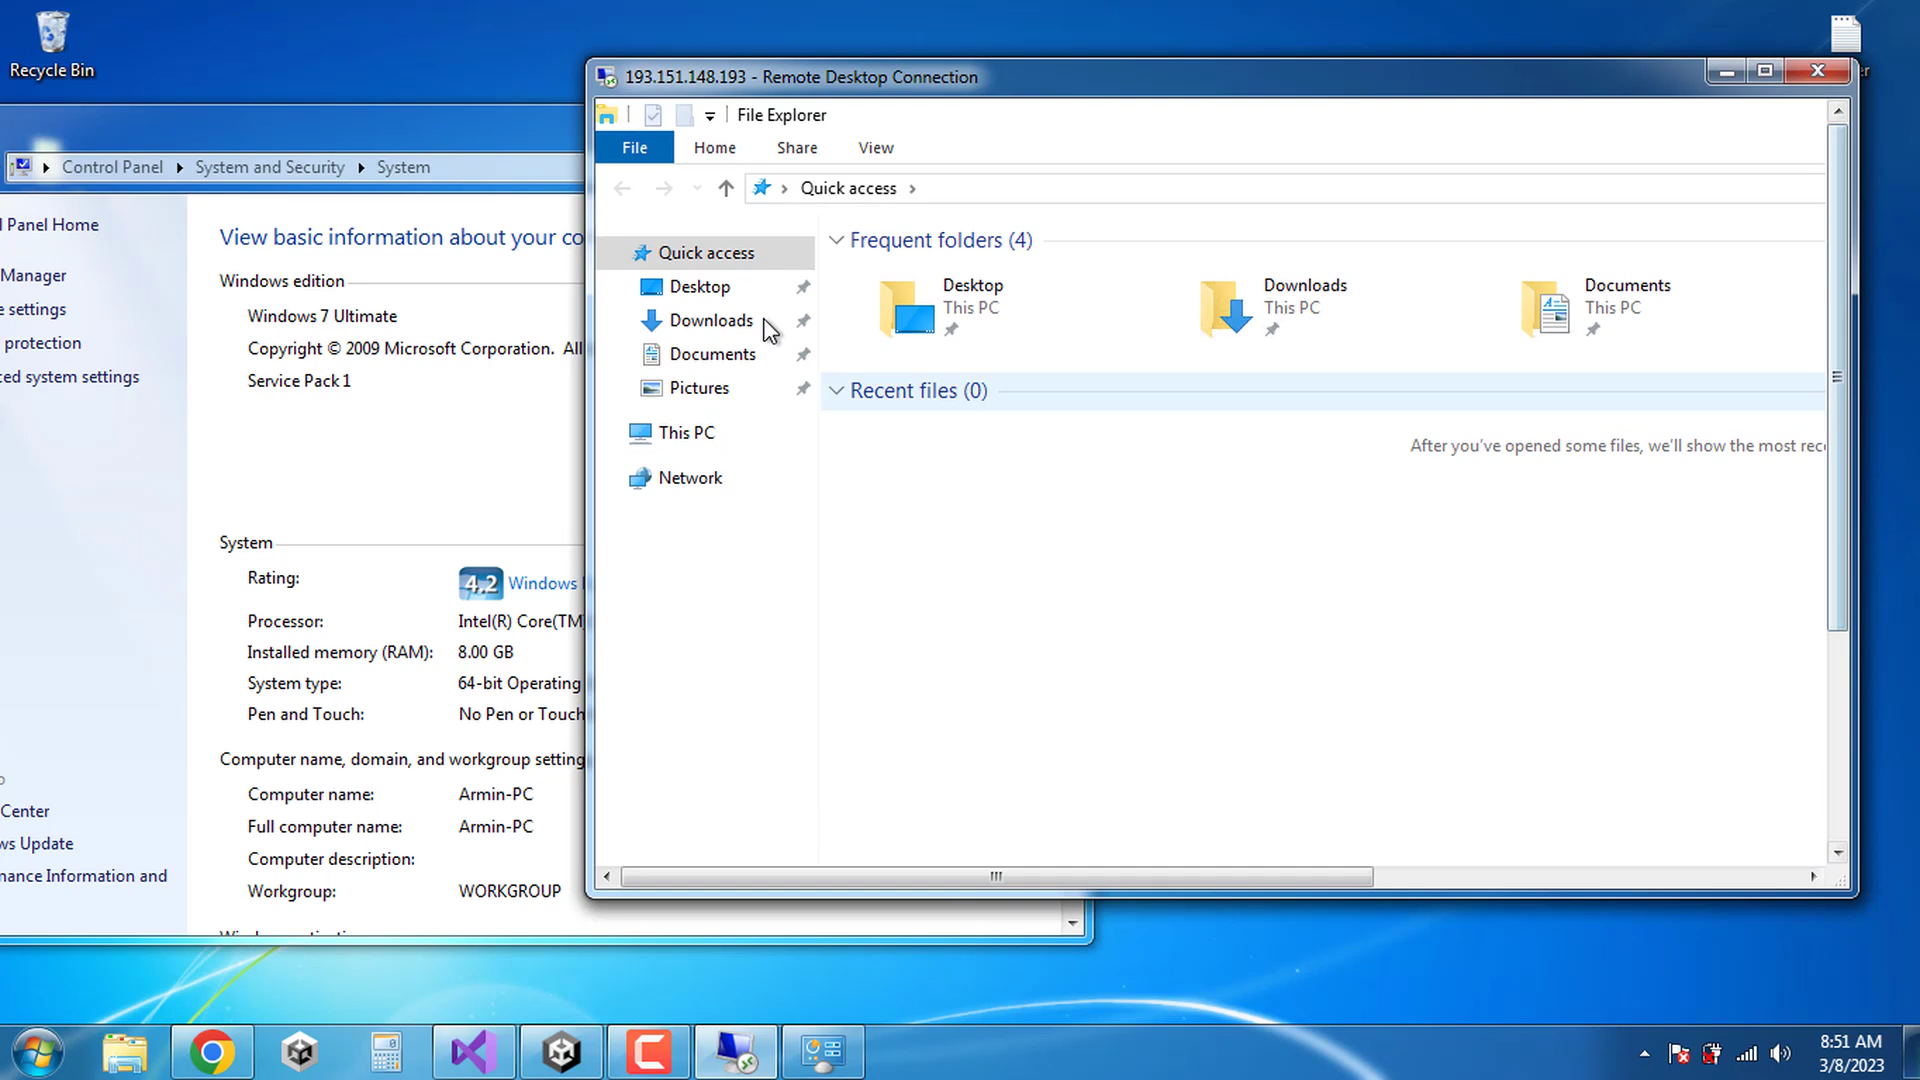 Recycle Bin
193.151.148.193 - Remote Desktop Connection
File Explorer
File Home Share View
Quick access
Quick access
Desktop
Downloads
Documents
Pictures
This PC
Network
Frequent folders (4)
Desktop
This PC
Downloads
This PC
Documents
This PC
Recent files (0)
After you've opened some files, we'll show the most rec
Control Panel System and Security System
l Panel Home
Manager
e settings
protection
ed system settings
Center
ws Update
mance Information and
View basic information about your co
Windows edition
Windows 7 Ultimate
Copyright © 2009 Microsoft Corporation. All
Service Pack 1
System
Rating: 4.2 Windows
Processor: Intel(R) Core(TM)
Installed memory (RAM): 8.00 GB
System type: 64-bit Operating
Pen and Touch: No Pen or Touch
Computer name, domain, and workgroup setting
Computer name: Armin-PC
Full computer name: Armin-PC
Computer description:
Workgroup: WORKGROUP
8:51 AM
3/8/2023